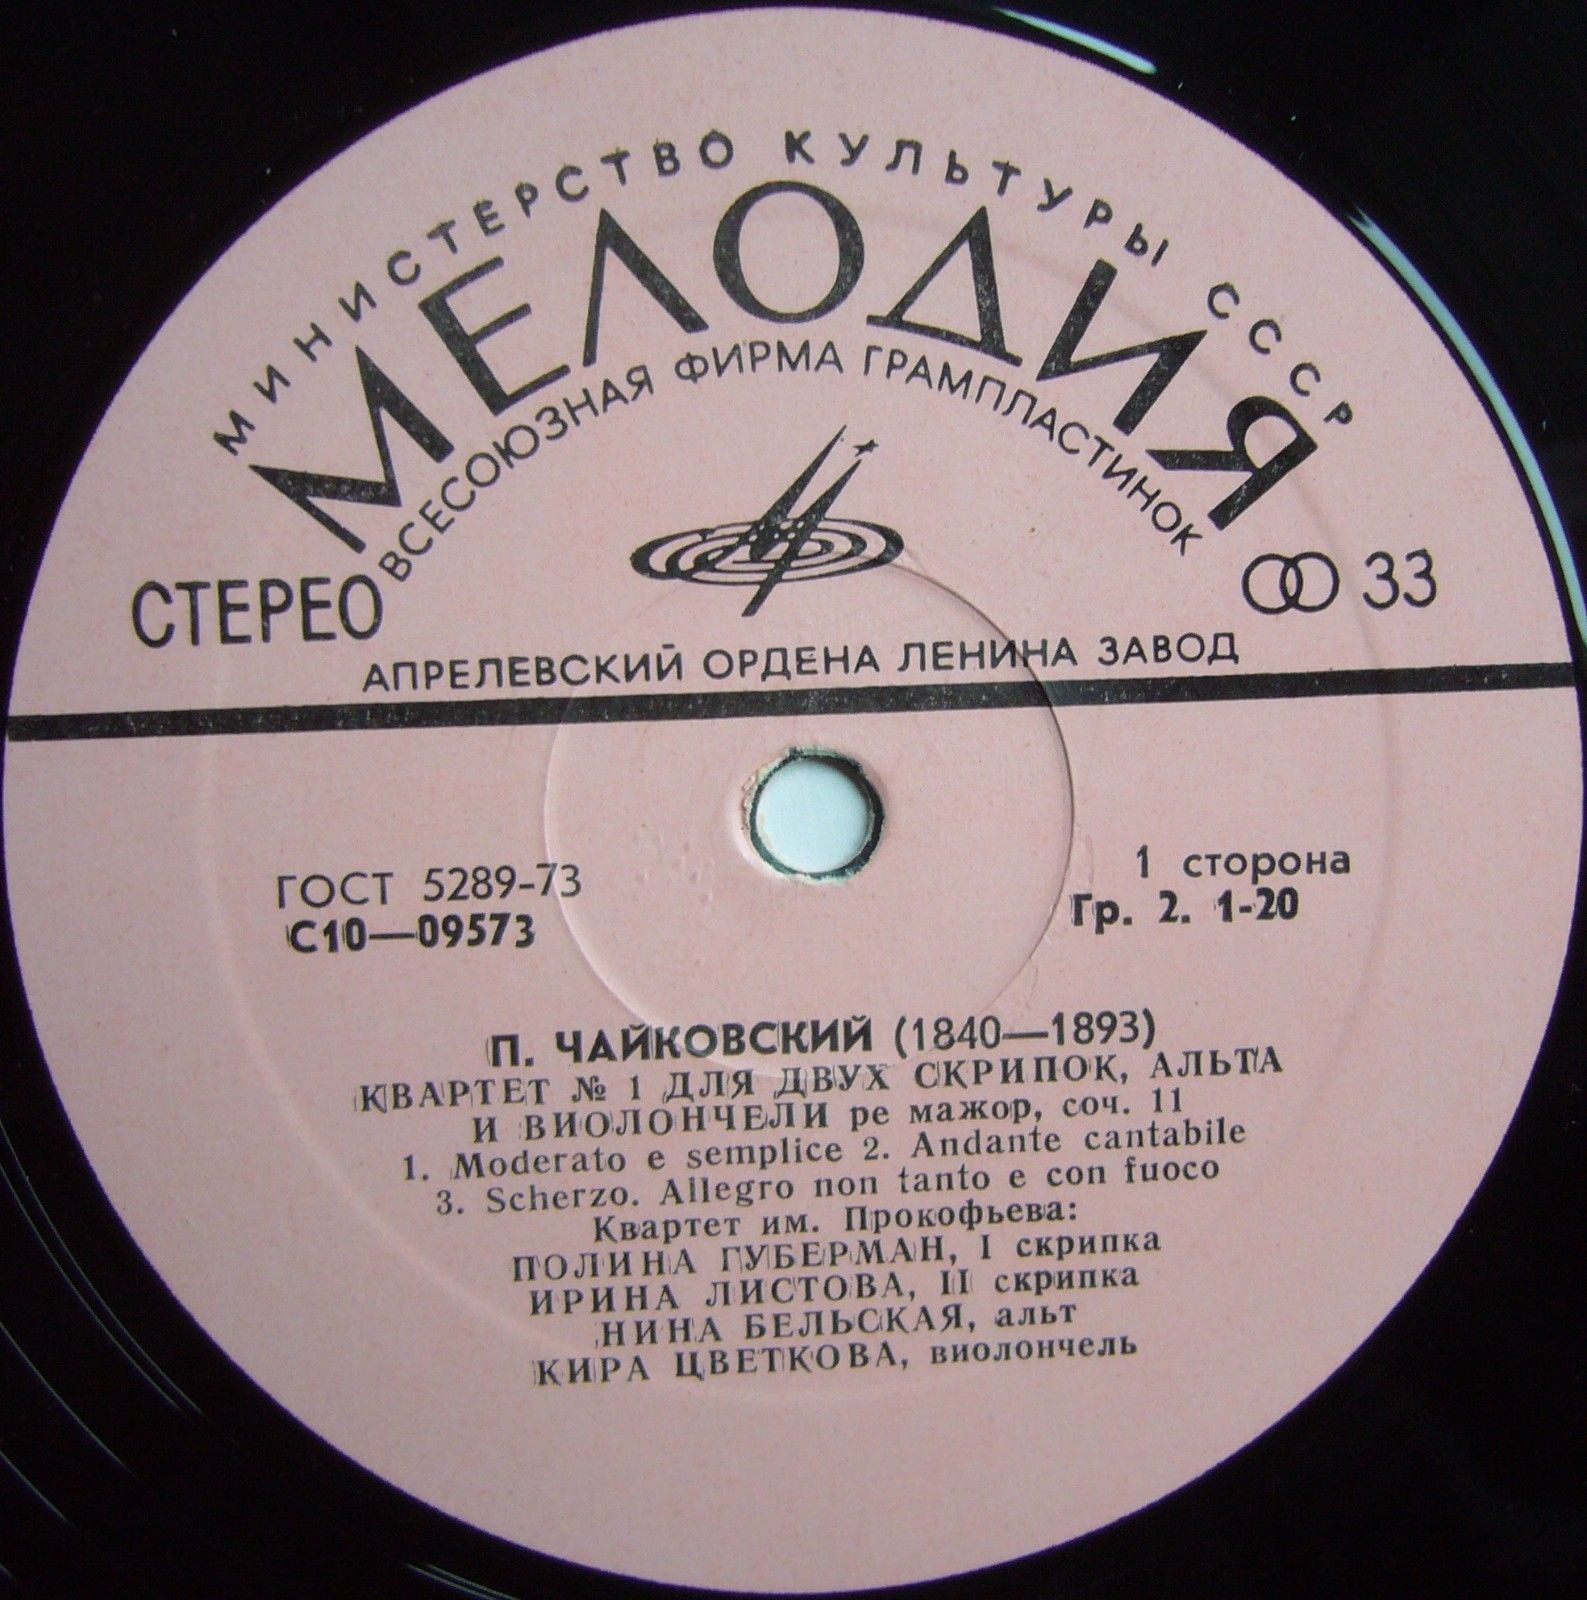 МИНИСТЕРСТВО КУЛЬТУРЫ СССР
МЕЛОДИЯ
ВСЕСОЮЗНАЯ ФИРМА ГРАМПЛАСТИНОК
СТЕРЕО
33
АПРЕЛЕВСКИЙ ОРДЕНА ЛЕНИНА ЗАВОД
ГОСТ 5289-73
С10—09573
1 сторона
Гр. 2. 1-20
П. ЧАЙКОВСКИЙ (1840—1893)
КВАРТЕТ № 1 ДЛЯ ДВУХ СКРИПОК, АЛЬТА
И ВИОЛОНЧЕЛИ ре мажор, соч. 11
1. Moderato e semplice 2. Andante cantabile
3. Scherzo. Allegro non tanto e con fuoco
Квартет им. Прокофьева:
ПОЛИНА ГУБЕРМАН, I скрипка
ИРИНА ЛИСТОВА, II скрипка
НИНА БЕЛЬСКАЯ, альт
КИРА ЦВЕТКОВА, виолончель